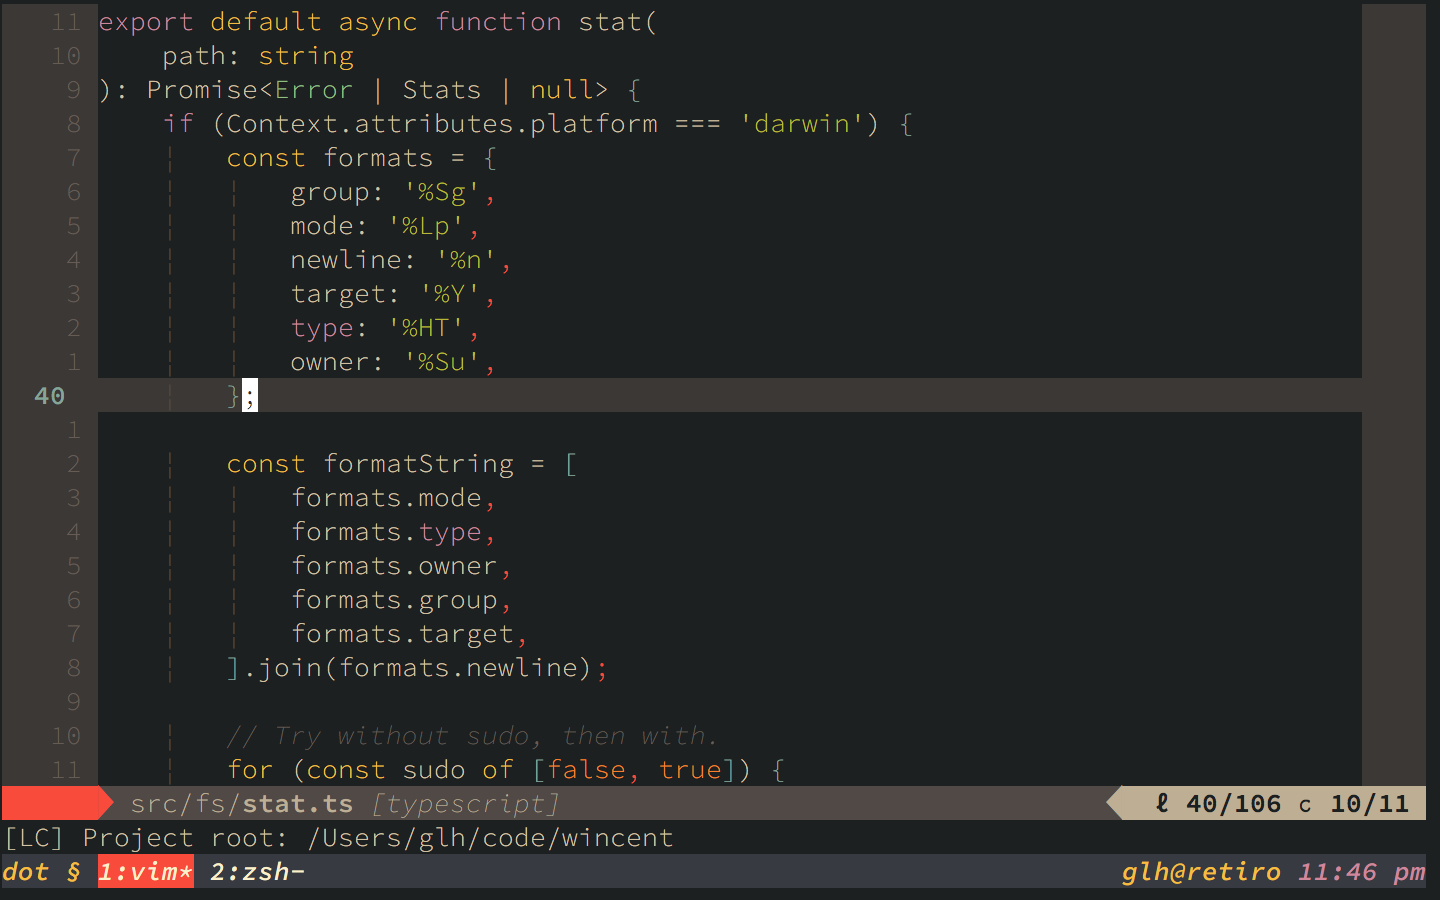 11 export default async function stat(
10     path: string
9 ): Promise<Error | Stats | null> {
8     if (Context.attributes.platform === 'darwin') {
7     ¦   const formats = {
6     ¦   ¦   group: '%Sg',
5     ¦   ¦   mode: '%Lp',
4     ¦   ¦   newline: '%n',
3     ¦   ¦   target: '%Y',
2     ¦   ¦   type: '%HT',
1     ¦   ¦   owner: '%Su',
40     ¦   };
1
2     ¦   const formatString = [
3     ¦   ¦   formats.mode,
4     ¦   ¦   formats.type,
5     ¦   ¦   formats.owner,
6     ¦   ¦   formats.group,
7     ¦   ¦   formats.target,
8     ¦   ].join(formats.newline);
9
10     ¦   // Try without sudo, then with.
11     ¦   for (const sudo of [false, true]) {
src/fs/stat.ts [typescript] ℓ 40/106 c 10/11
[LC] Project root: /Users/glh/code/wincent
dot § 1:vim* 2:zsh- glh@retiro 11:46 pm